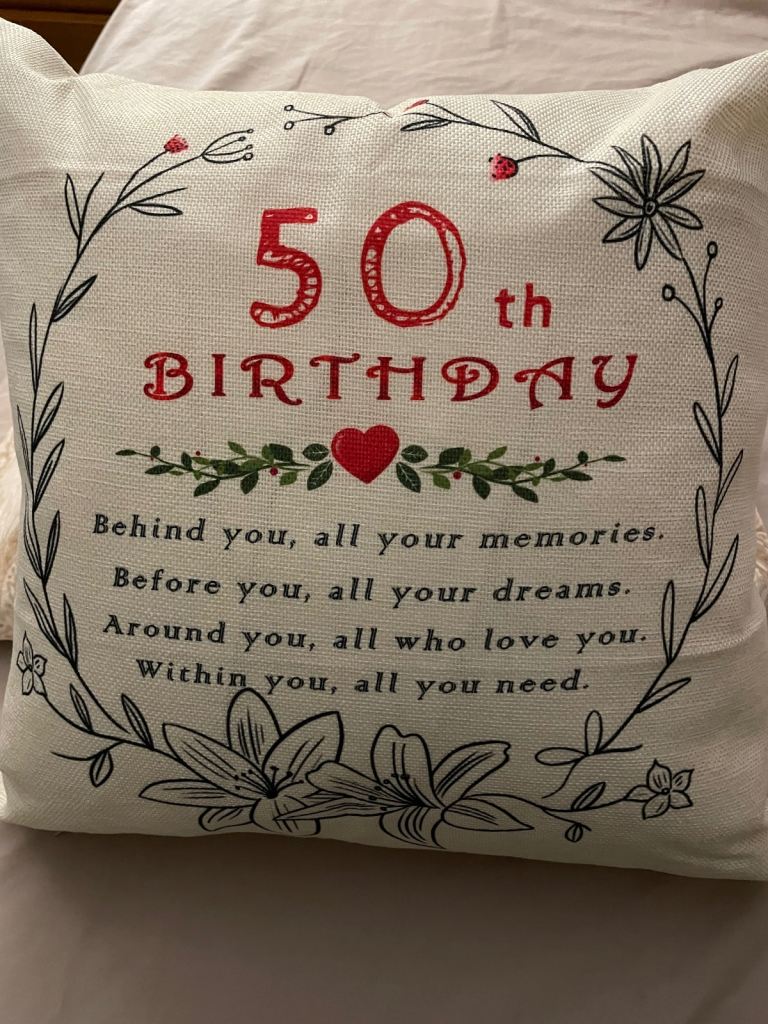 50th
BIRTHDAY
Behind you, all your memories.
Before you, all your dreams.
Around you, all who love you.
Within you, all you need.